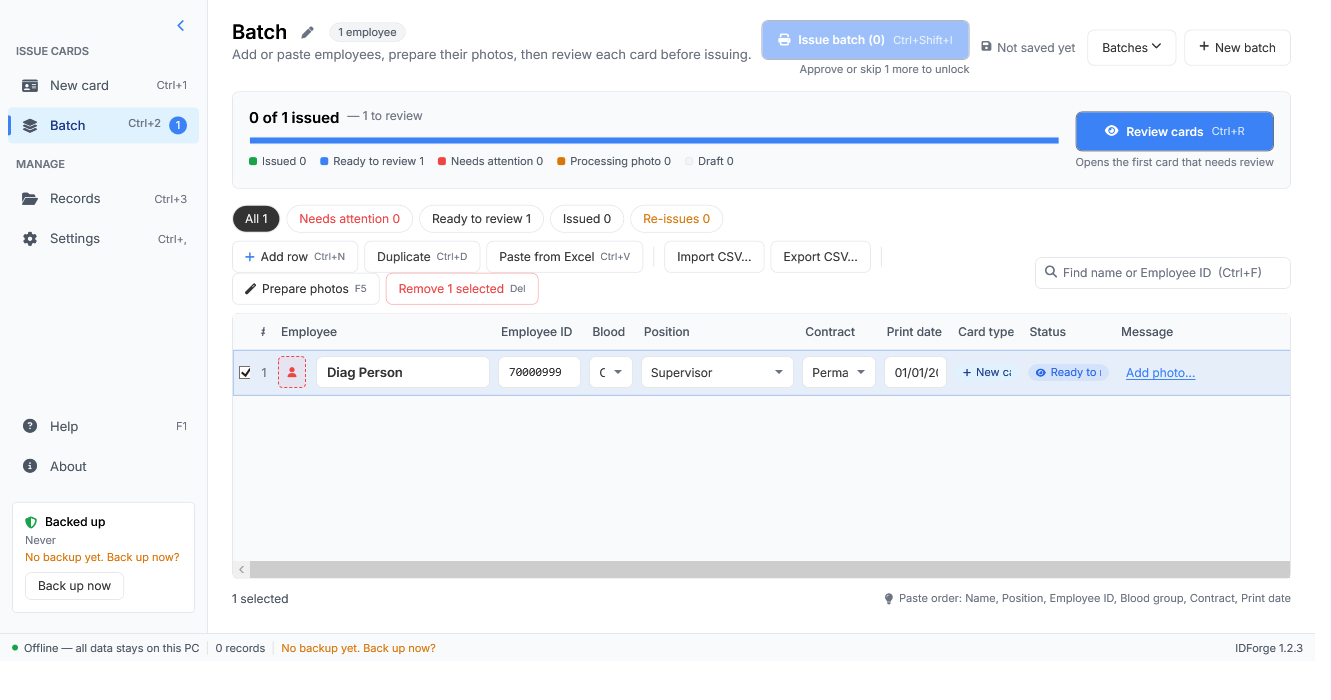 ISSUE CARDS
New card Ctrl+1
Batch Ctrl+2 1
MANAGE
Records Ctrl+3
Settings Ctrl+,
Help F1
About
Backed up
Never
No backup yet. Back up now?
Back up now
Batch 1 employee
Add or paste employees, prepare their photos, then review each card before issuing.
Issue batch (0) Ctrl+Shift+I
Approve or skip 1 more to unlock
Not saved yet
Batches
+ New batch
0 of 1 issued — 1 to review
Issued 0 Ready to review 1 Needs attention 0 Processing photo 0 Draft 0
Review cards Ctrl+R
Opens the first card that needs review
All 1 Needs attention 0 Ready to review 1 Issued 0 Re-issues 0
+ Add row Ctrl+N Duplicate Ctrl+D Paste from Excel Ctrl+V Import CSV... Export CSV...
Prepare photos F5 Remove 1 selected Del
Find name or Employee ID (Ctrl+F)
Employee Employee ID Blood Position Contract Print date Card type Status Message
1 Diag Person 70000999 Supervisor Perma 01/01/20 + New ca Ready to Add photo...
1 selected
Paste order: Name, Position, Employee ID, Blood group, Contract, Print date
Offline — all data stays on this PC 0 records No backup yet. Back up now? IDForge 1.2.3